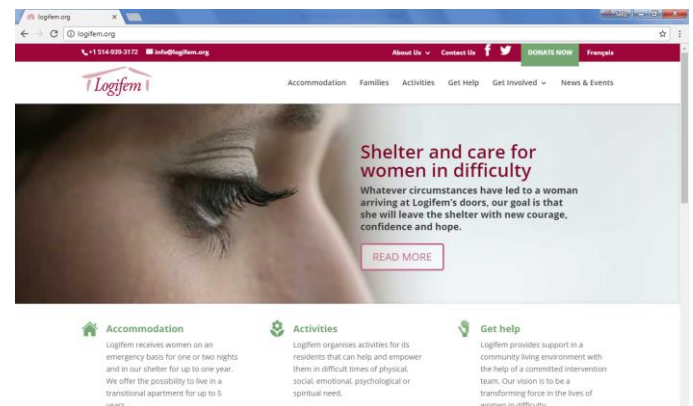 logifem.org
logifem.org
+1 514-939-3172 info@logifem.org About Us Contact Us DONATE NOW Français
Logifem
Accommodation Families Activities Get Help Get Involved News & Events
Shelter and care for
women in difficulty
Whatever circumstances have led to a woman
arriving at Logifem's doors, our goal is that
she will leave the shelter with new courage,
confidence and hope.
READ MORE
Accommodation
Logifem receives women on an
emergency basis for one or two nights
and in our shelter for up to one year.
We offer the possibility to live in a
transitional apartment for up to 5
years.
Activities
Logifem organises activities for its
residents that can help and empower
them in difficult times of physical,
social, emotional, psychological or
spiritual need.
Get help
Logifem provides support in a
community living environment with
the help of a committed intervention
team. Our vision is to be a
transforming force in the lives of
women in difficulty